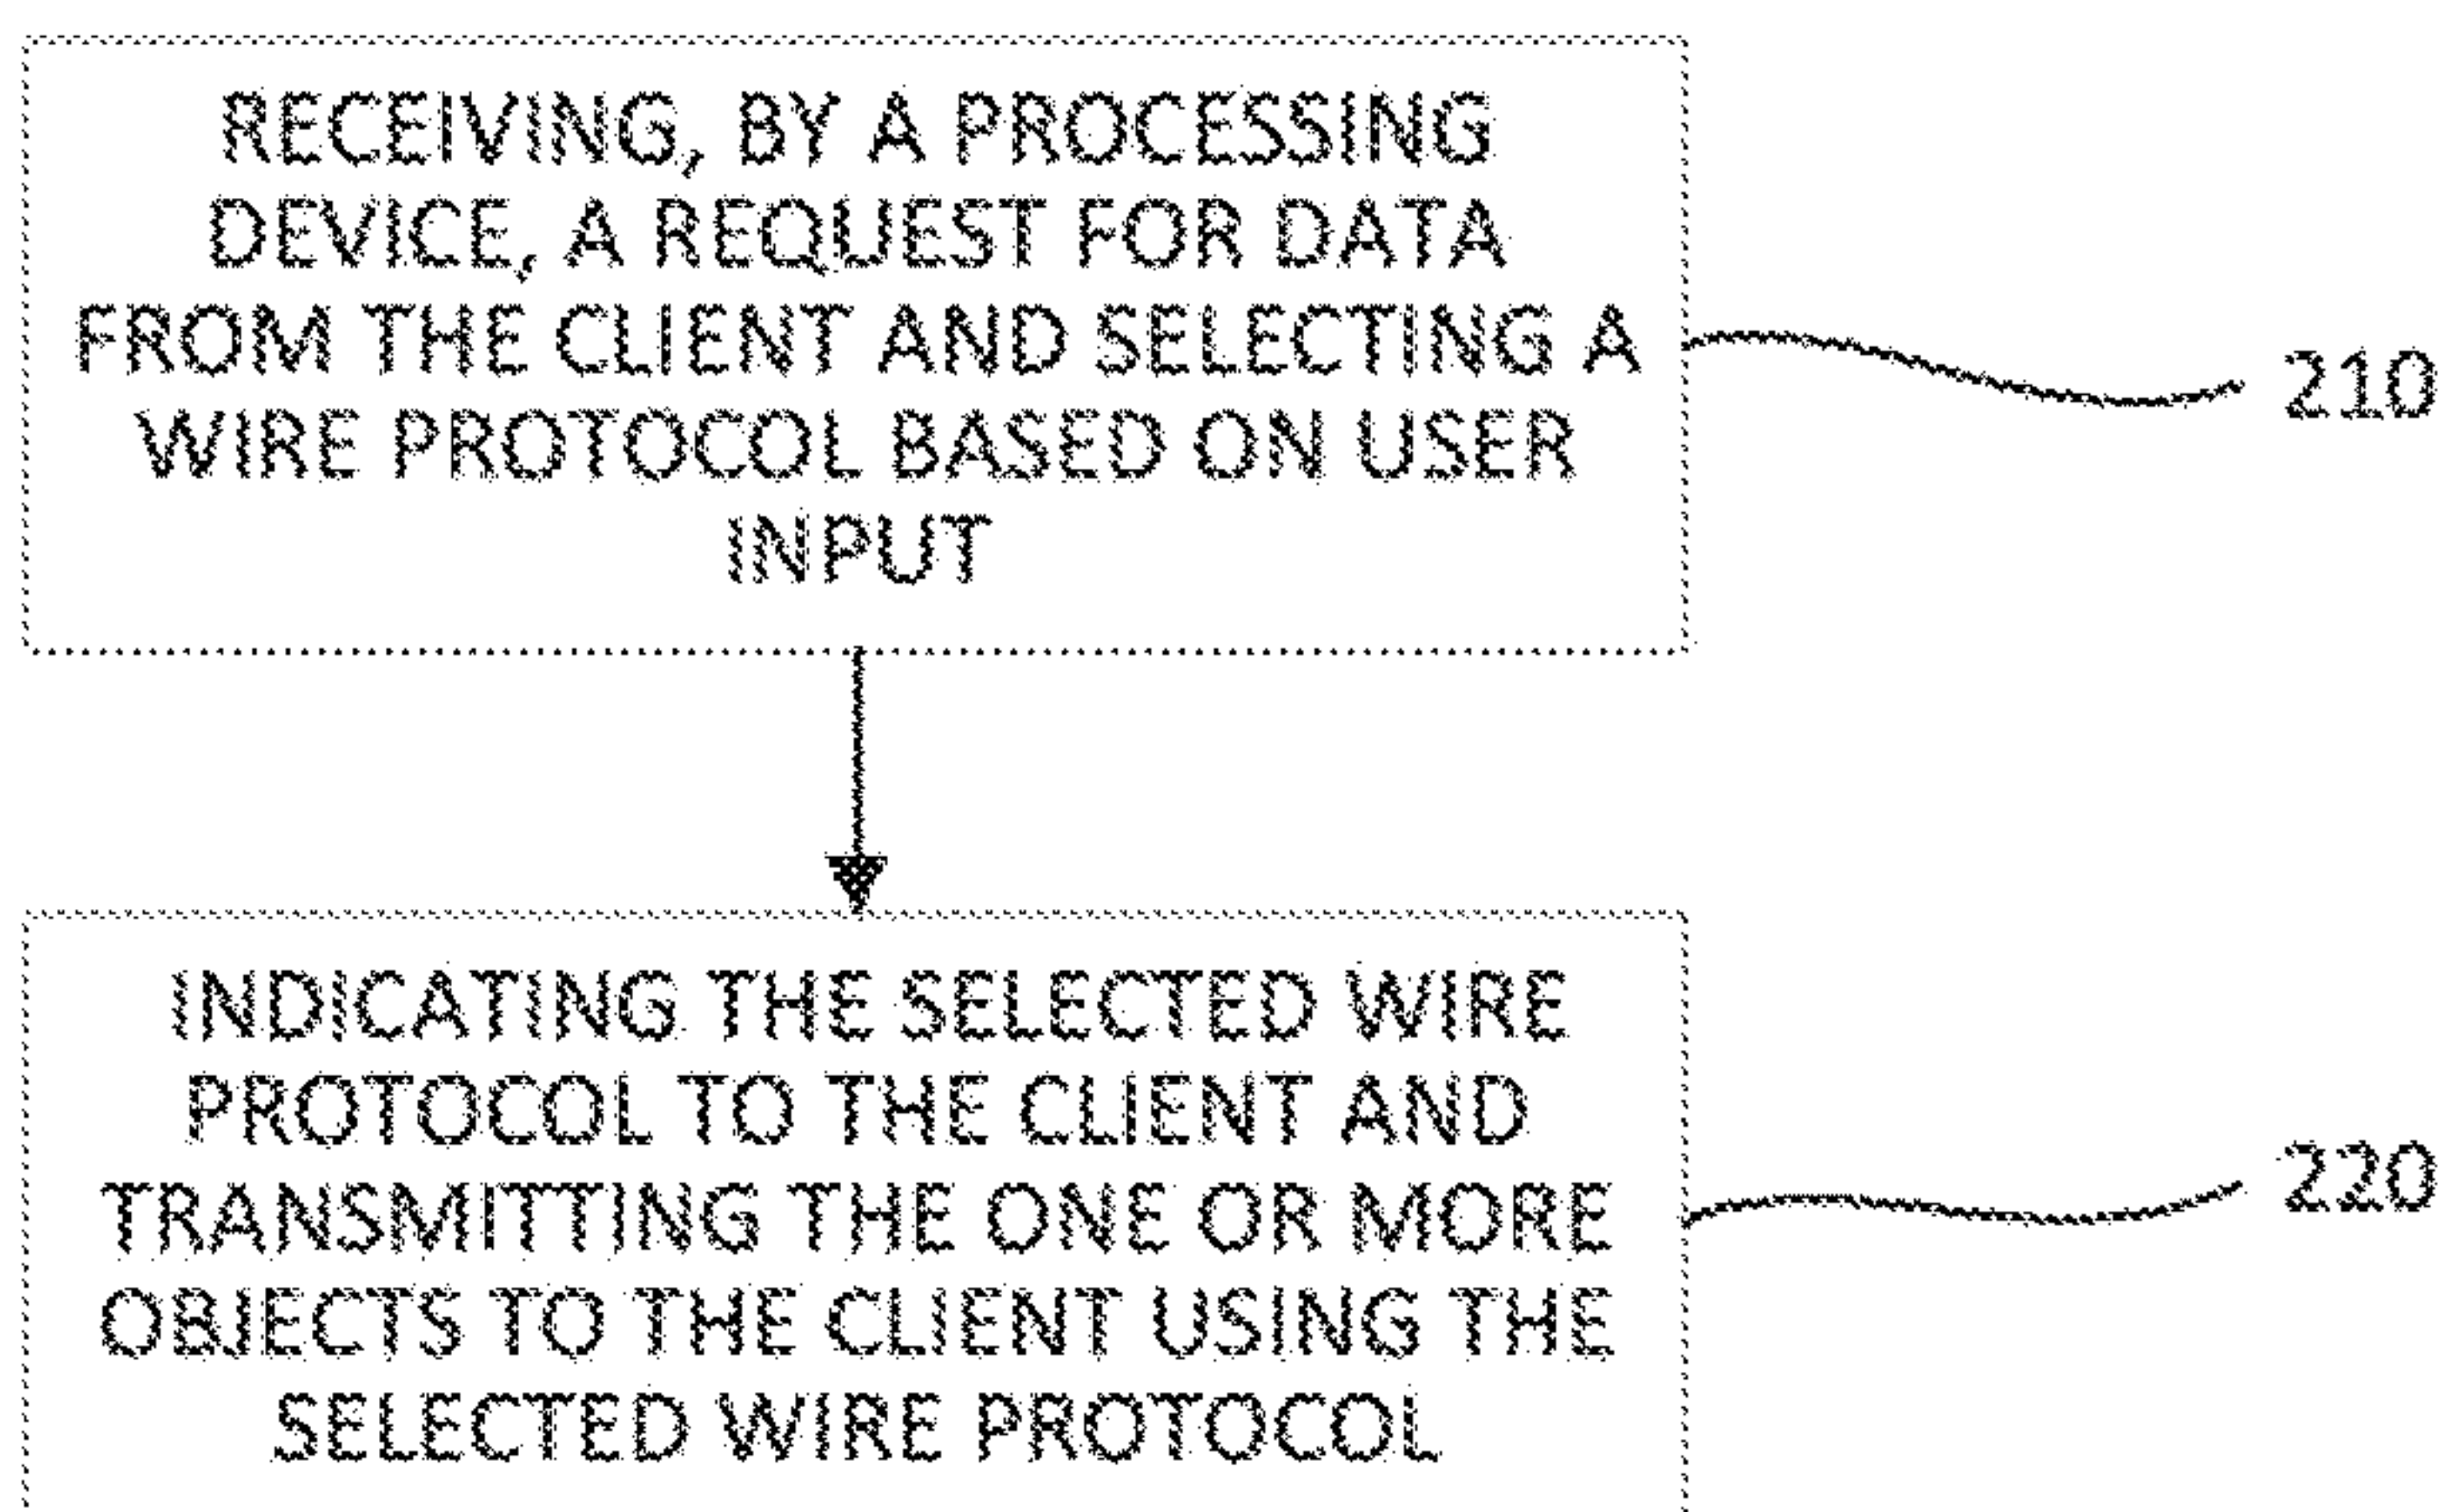 RECEIVING, BY A PROCESSING
DEVICE, A REQUEST FOR DATA
FROM THE CLIENT AND SELECTING A
WIRE PROTOCOL BASED ON USER
INPUT
210
INDICATING THE SELECTED WIRE
PROTOCOL TO THE CLIENT AND
TRANSMITTING THE ONE OR MORE
OBJECTS TO THE CLIENT USING THE
SELECTED WIRE PROTOCOL
220